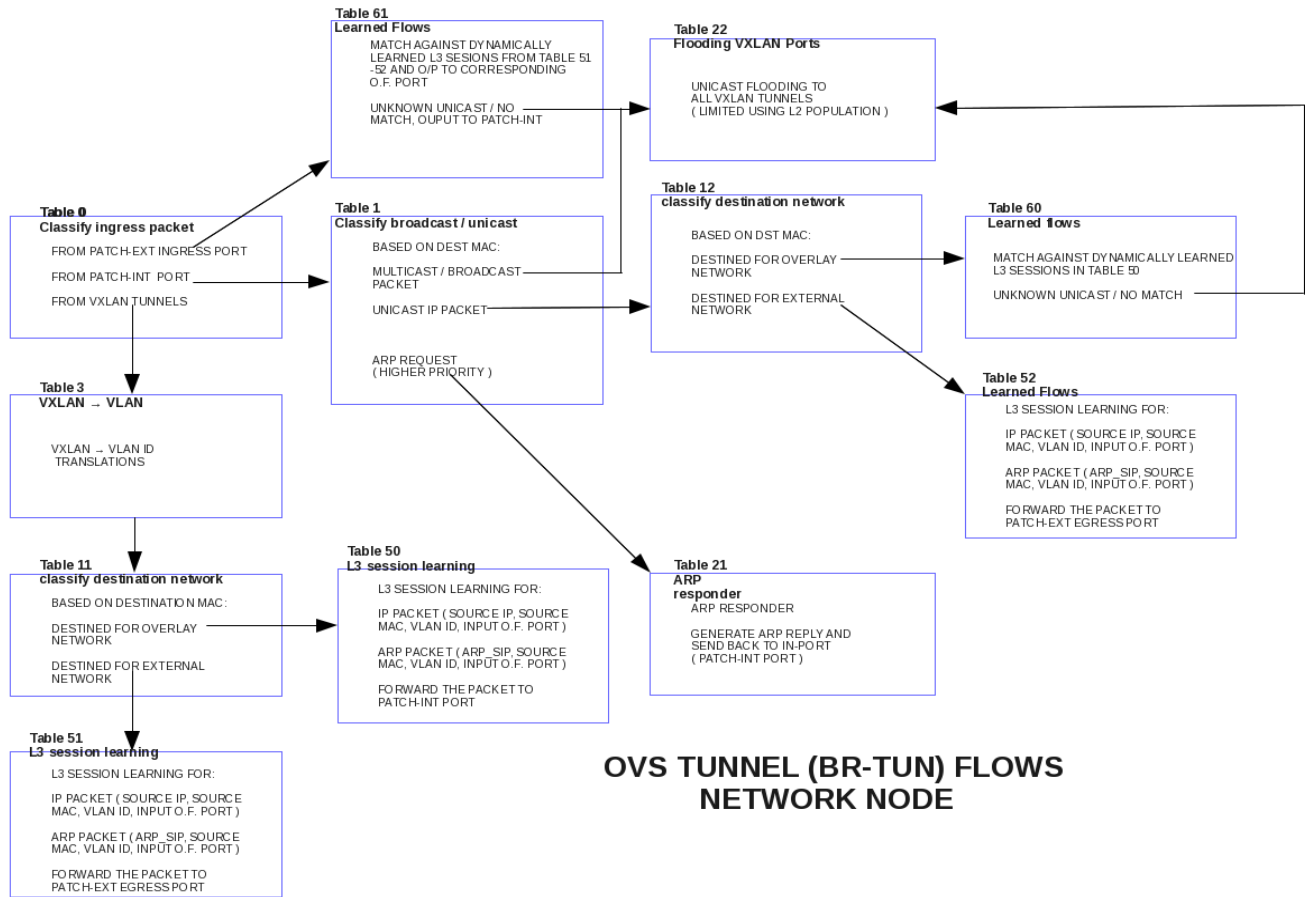 Table 61
Learned Flows
MATCH AGAINST DYNAMICALLY
LEARNED L3 SESIONS FROM TABLE 51
-52 AND O/P TO CORRESPONDING
O.F. PORT
UNKNOWN UNICAST / NO
MATCH, OUPUT TO PATCH-INT
Table 22
Flooding VXLAN Ports
UNICAST FLOODING TO
ALL VXLAN TUNNELS
( LIMITED USING L2 POPULATION )
Table 0
Classify ingress packet
FROM PATCH-EXT INGRESS PORT
FROM PATCH-INT PORT
FROM VXLAN TUNNELS
Table 1
Classify broadcast / unicast
BASED ON DEST MAC:
MULTICAST / BROADCAST
PACKET
UNICAST IP PACKET
ARP REQUEST
( HIGHER PRIORITY )
Table 12
classify destination network
BASED ON DST MAC:
DESTINED FOR OVERLAY
NETWORK
DESTINED FOR EXTERNAL
NETWORK
Table 60
Learned flows
MATCH AGAINST DYNAMICALLY LEARNED
L3 SESSIONS IN TABLE 50
UNKNOWN UNICAST / NO MATCH
Table 3
VXLAN → VLAN
VXLAN → VLAN ID
TRANSLATIONS
Table 52
Learned Flows
L3 SESSION LEARNING FOR:
IP PACKET ( SOURCE IP, SOURCE
MAC, VLAN ID, INPUT O.F. PORT )
ARP PACKET ( ARP_SIP, SOURCE
MAC, VLAN ID, INPUT O.F. PORT )
FORWARD THE PACKET TO
PATCH-EXT EGRESS PORT
Table 11
classify destination network
BASED ON DESTINATION MAC:
DESTINED FOR OVERLAY
NETWORK
DESTINED FOR EXTERNAL
NETWORK
Table 50
L3 session learning
L3 SESSION LEARNING FOR:
IP PACKET ( SOURCE IP, SOURCE
MAC, VLAN ID, INPUT O.F. PORT )
ARP PACKET ( ARP_SIP, SOURCE
MAC, VLAN ID, INPUT O.F. PORT )
FORWARD THE PACKET TO
PATCH-INT PORT
Table 21
ARP
responder
ARP RESPONDER
GENERATE ARP REPLY AND
SEND BACK TO IN-PORT
( PATCH-INT PORT )
Table 51
L3 session learning
L3 SESSION LEARNING FOR:
IP PACKET ( SOURCE IP, SOURCE
MAC, VLAN ID, INPUT O.F. PORT )
ARP PACKET ( ARP_SIP, SOURCE
MAC, VLAN ID, INPUT O.F. PORT )
FORWARD THE PACKET TO
PATCH-EXT EGRESS PORT
OVS TUNNEL (BR-TUN) FLOWS
NETWORK NODE